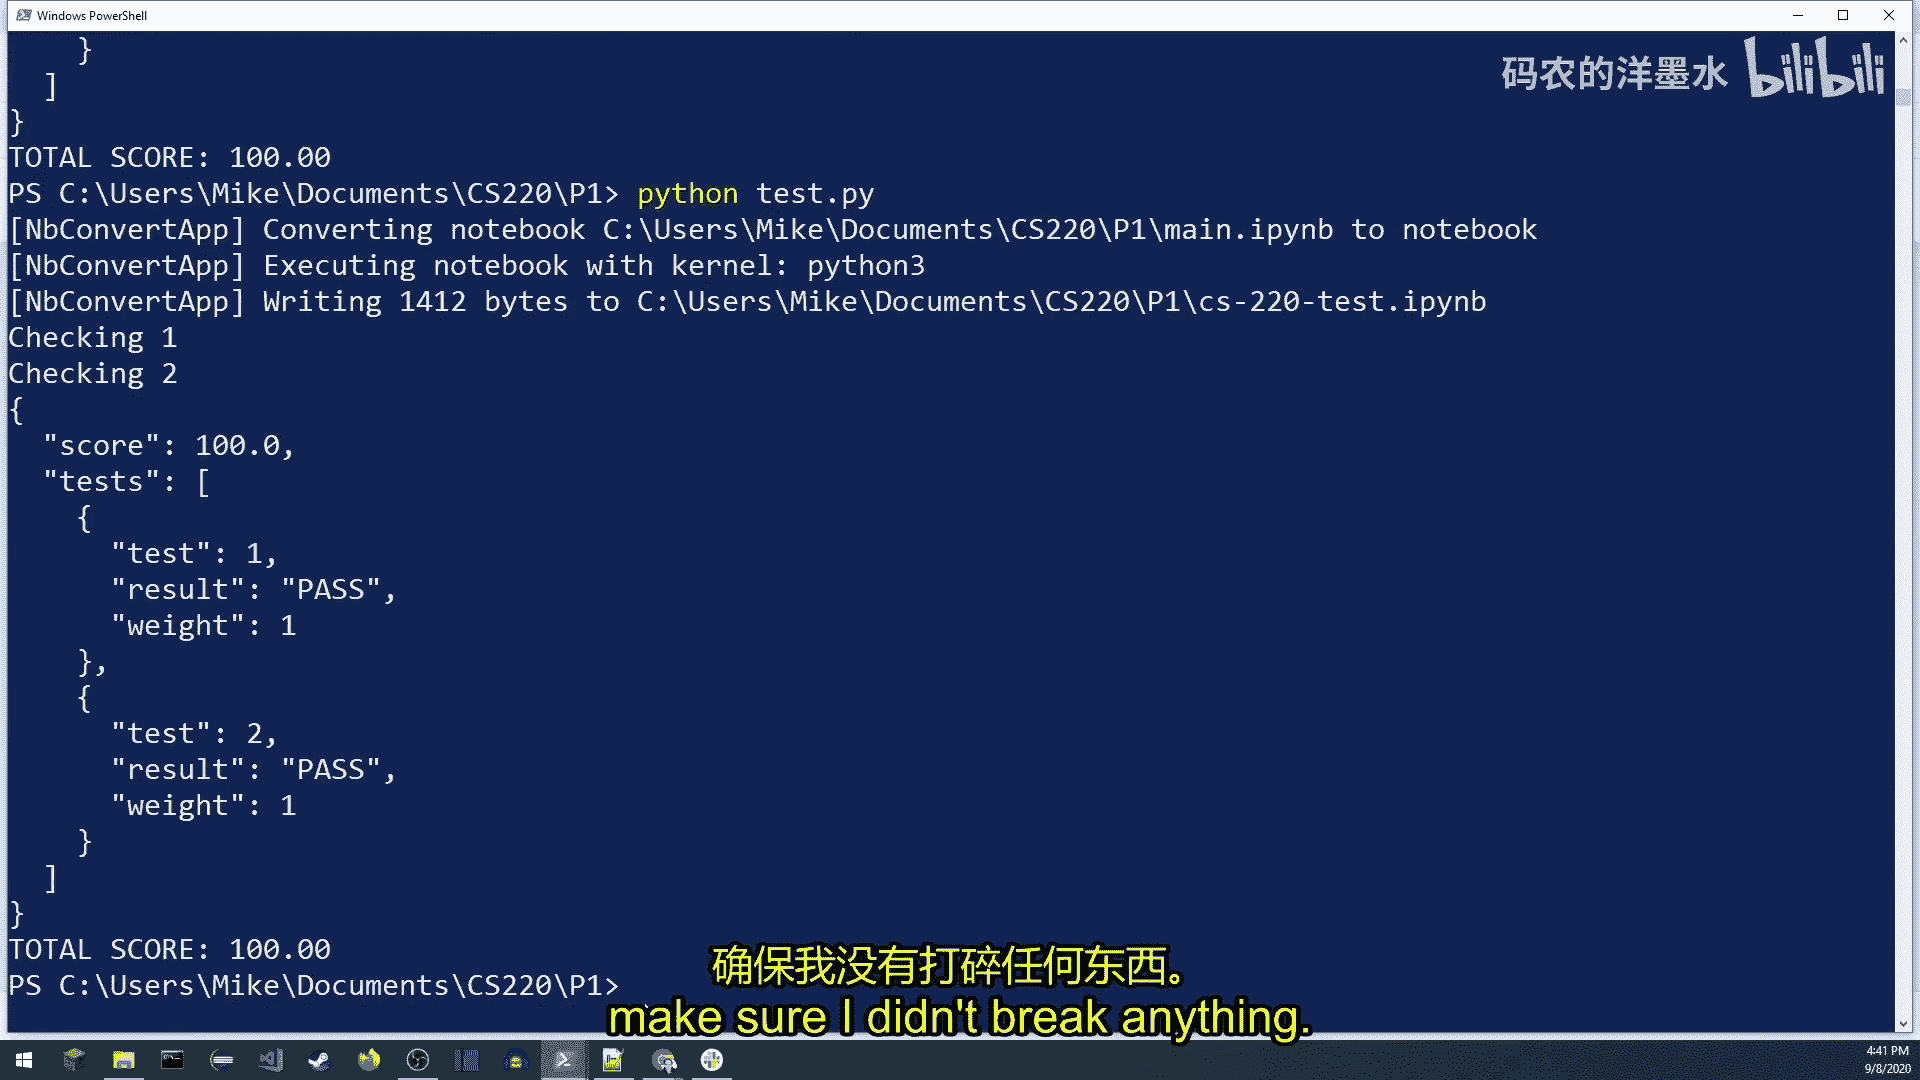 Windows PowerShell
}
]
}
码农的洋墨水 bilibili
TOTAL SCORE: 100.00
PS C:\Users\Mike\Documents\CS220\P1> python test.py
[NbConvertApp] Converting notebook C:\Users\Mike\Documents\CS220\P1\main.ipynb to notebook
[NbConvertApp] Executing notebook with kernel: python3
[NbConvertApp] Writing 1412 bytes to C:\Users\Mike\Documents\CS220\P1\cs-220-test.ipynb
Checking 1
Checking 2
{
"score": 100.0,
"tests": [
{
"test": 1,
"result": "PASS",
"weight": 1
},
{
"test": 2,
"result": "PASS",
"weight": 1
}
]
}
TOTAL SCORE: 100.00
PS C:\Users\Mike\Documents\CS220\P1>
确保我没有打碎任何东西。
make sure I didn't break anything.
4:41 PM
9/8/2020